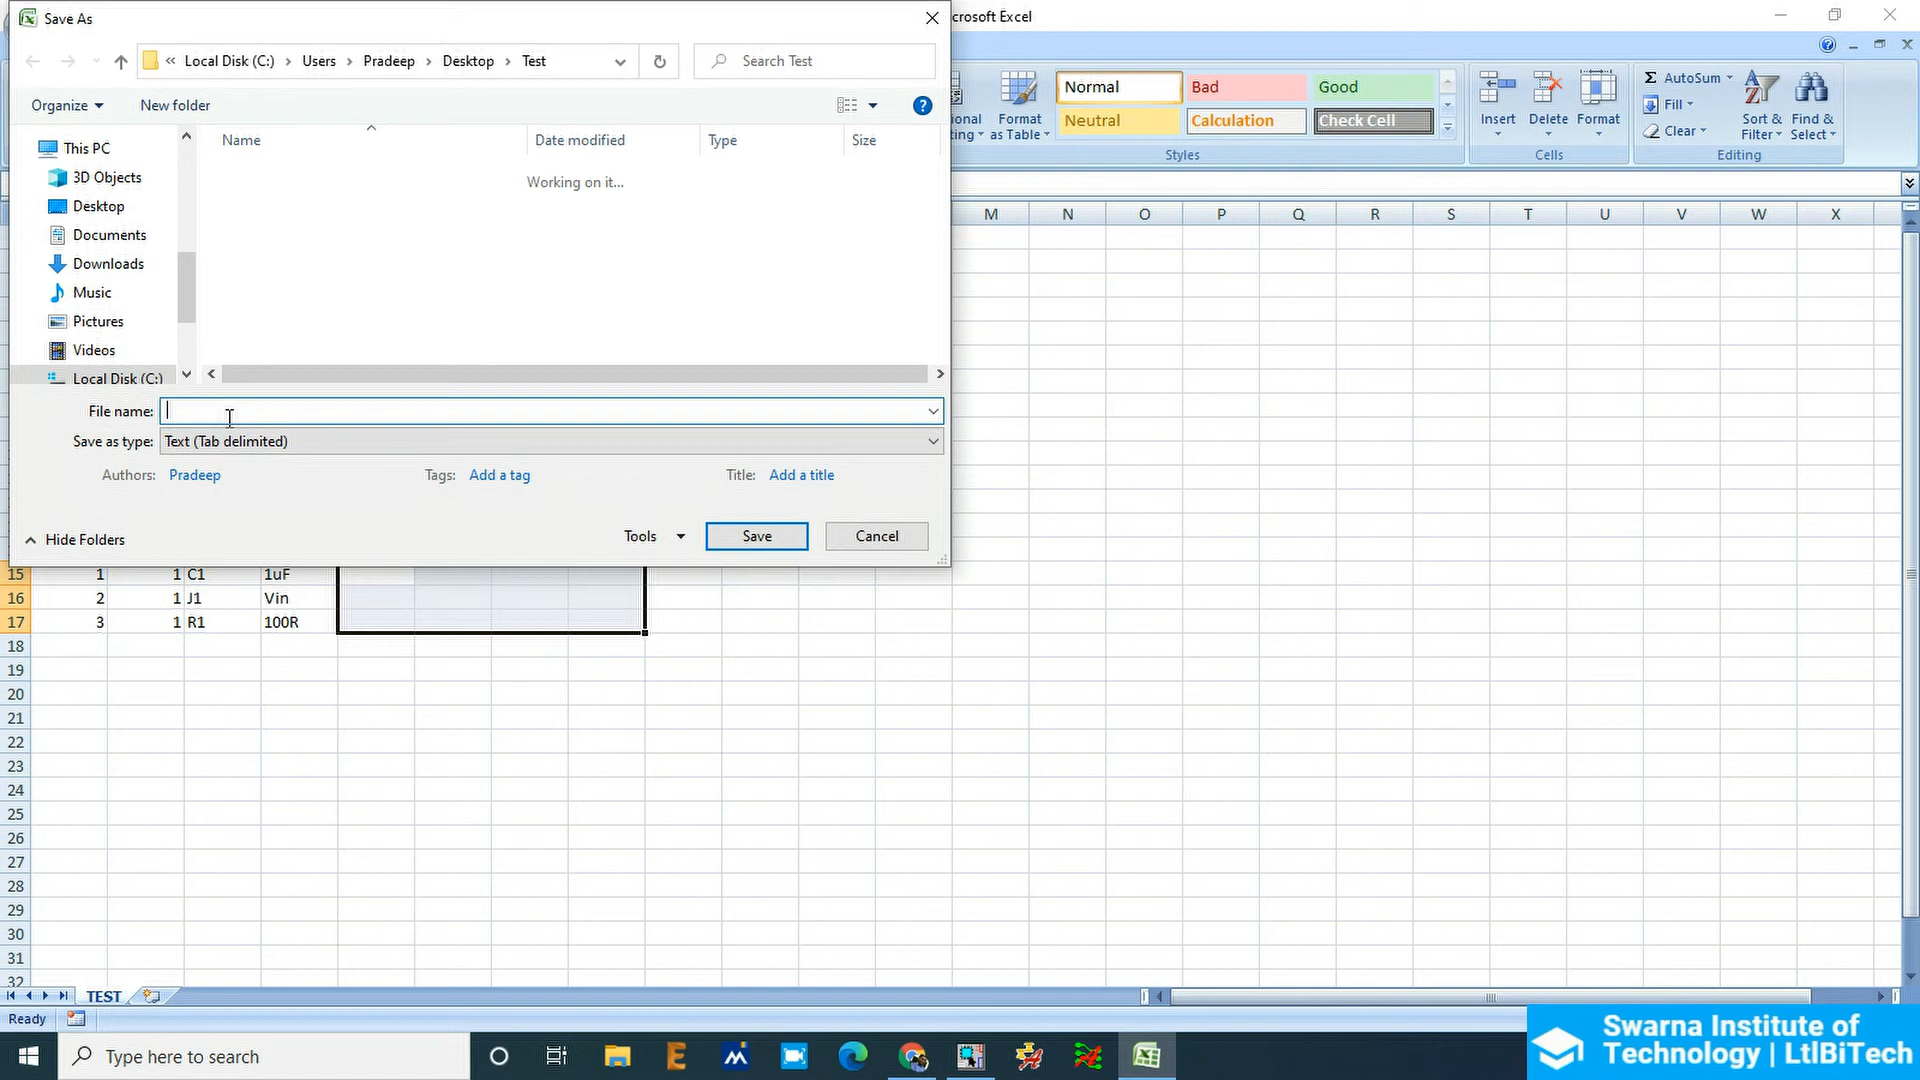 Save As
crosoft Excel
« Local Disk (C:) › Users › Pradeep › Desktop › Test
Search Test
Organize
New folder
Name
Date modified
Type
Size
Working on it...
This PC
3D Objects
Desktop
Documents
Downloads
Music
Pictures
Videos
Local Disk (C:)
File name:
Save as type:
Text (Tab delimited)
Authors:
Pradeep
Tags:
Add a tag
Title:
Add a title
Hide Folders
Tools
Save
Cancel
Format
as Table
Normal
Bad
Good
Neutral
Calculation
Check Cell
Styles
Insert
Delete
Format
Cells
Σ AutoSum
Fill
Clear
Sort &
Filter
Find &
Select
Editing
M N O P Q R S T U V W X
15 1 1 C1 1uF
16 2 1 J1 Vin
17 3 1 R1 100R
18
19
20
21
22
23
24
25
26
27
28
29
30
31
32
TEST
Ready
Type here to search
Swarna Institute of
Technology | LtIBiTech